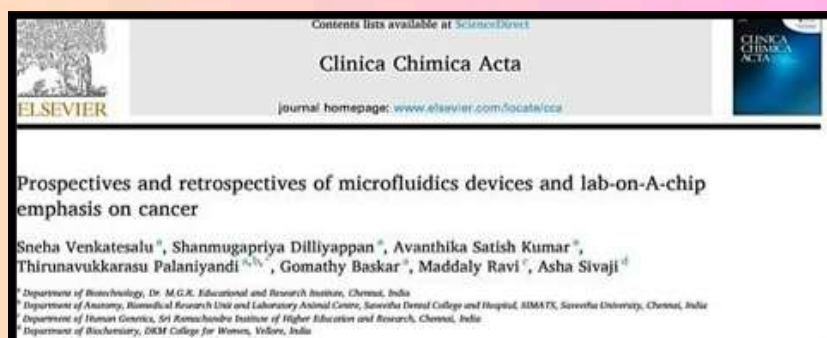 Contents lists available at ScienceDirect
Clinica Chimica Acta
journal homepage: www.elsevier.com/locate/cca
ELSEVIER
CLINICA
CHIMICA
ACTA
Prospectives and retrospectives of microfluidics devices and lab-on-A-chip
emphasis on cancer
Sneha Venkatesalu a, Shanmugapriya Dilliyappan a, Avanthika Satish Kumar a,
Thirunavukkarasu Palaniyandi a,b,*, Gomathy Baskar a, Maddaly Ravi c, Asha Sivaji d
a Department of Biotechnology, Dr. M.G.R. Educational and Research Institute, Chennai, India
b Department of Anatomy, Biomedical Research Unit and Laboratory Animal Centre, Saveetha Dental College and Hospital, SIMATS, Saveetha University, Chennai, India
c Department of Human Genetics, Sri Ramachandra Institute of Higher Education and Research, Chennai, India
d Department of Biochemistry, DKM College for Women, Vellore, India